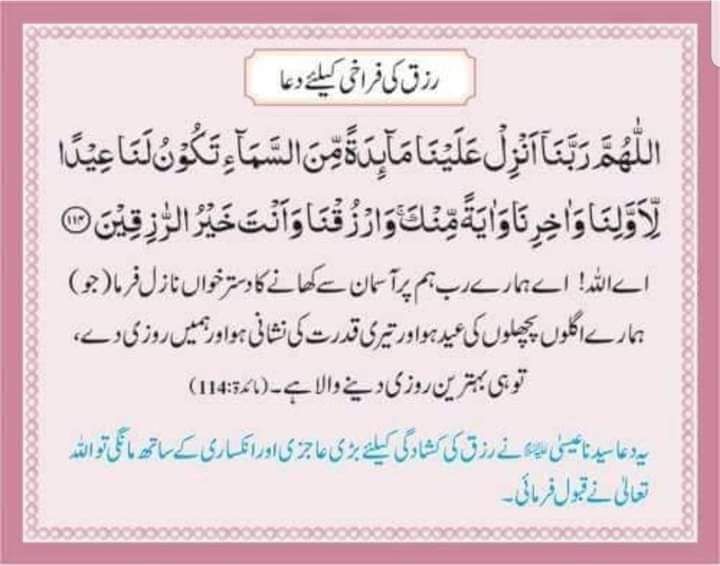 رزق کی فراخی کیلئے دعا
اللّٰهُمَّ رَبَّنَآ اَنْزِلْ عَلَيْنَا مَآىِٕدَةً مِّنَ السَّمَآءِ تَكُوْنُ لَنَا عِيْدًا
لِّاَوَّلِنَا وَاٰخِرِنَا وَاٰيَةً مِّنْكَ ۚ وَارْزُقْنَا وَاَنْتَ خَيْرُ الرّٰزِقِيْنَ ۝۱۱۴
اے اللہ! اے ہمارے رب ہم پر آسمان سے کھانے کا دسترخواں نازل فرما (جو)
ہمارے اگلوں پچھلوں کی عید ہو اور تیری قدرت کی نشانی ہو اور ہمیں روزی دے،
تو ہی بہترین روزی دینے والا ہے۔ (مائدۃ:114)
یہ دعا سیدنا عیسیٰ علیہ السلام نے رزق کی کشادگی کیلئے بڑی عاجزی اور انکساری کے ساتھ مانگی تو اللہ
تعالیٰ نے قبول فرمائی۔